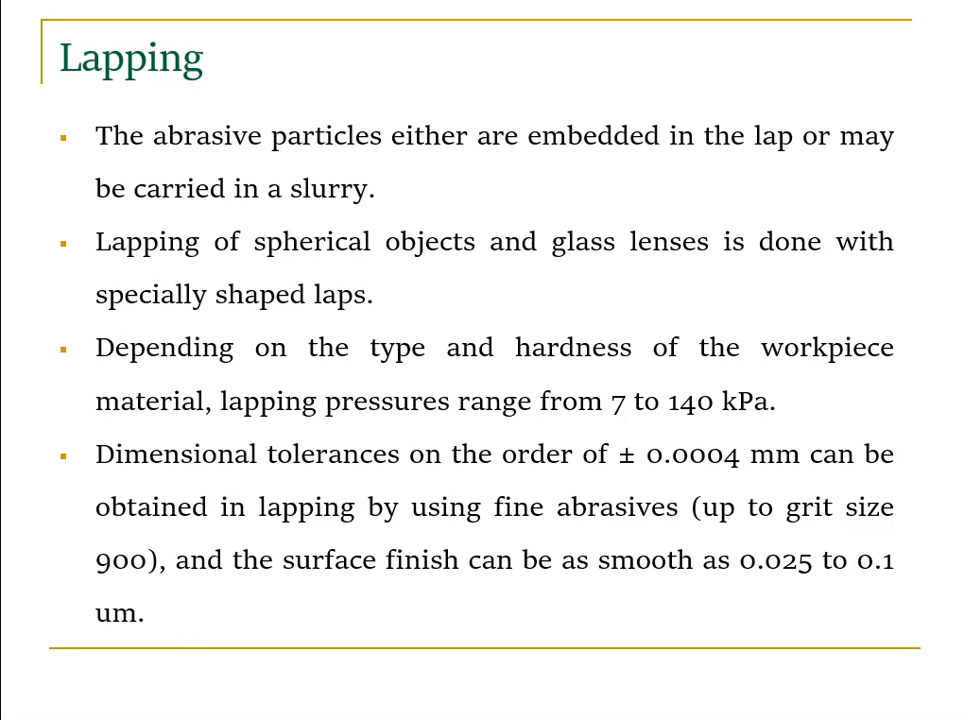 Lapping
The abrasive particles either are embedded in the lap or may
be carried in a slurry.
Lapping of spherical objects and glass lenses is done with
specially shaped laps.
Depending on the type and hardness of the workpiece
material, lapping pressures range from 7 to 140 kPa.
Dimensional tolerances on the order of ± 0.0004 mm can be
obtained in lapping by using fine abrasives (up to grit size
900), and the surface finish can be as smooth as 0.025 to 0.1
um.